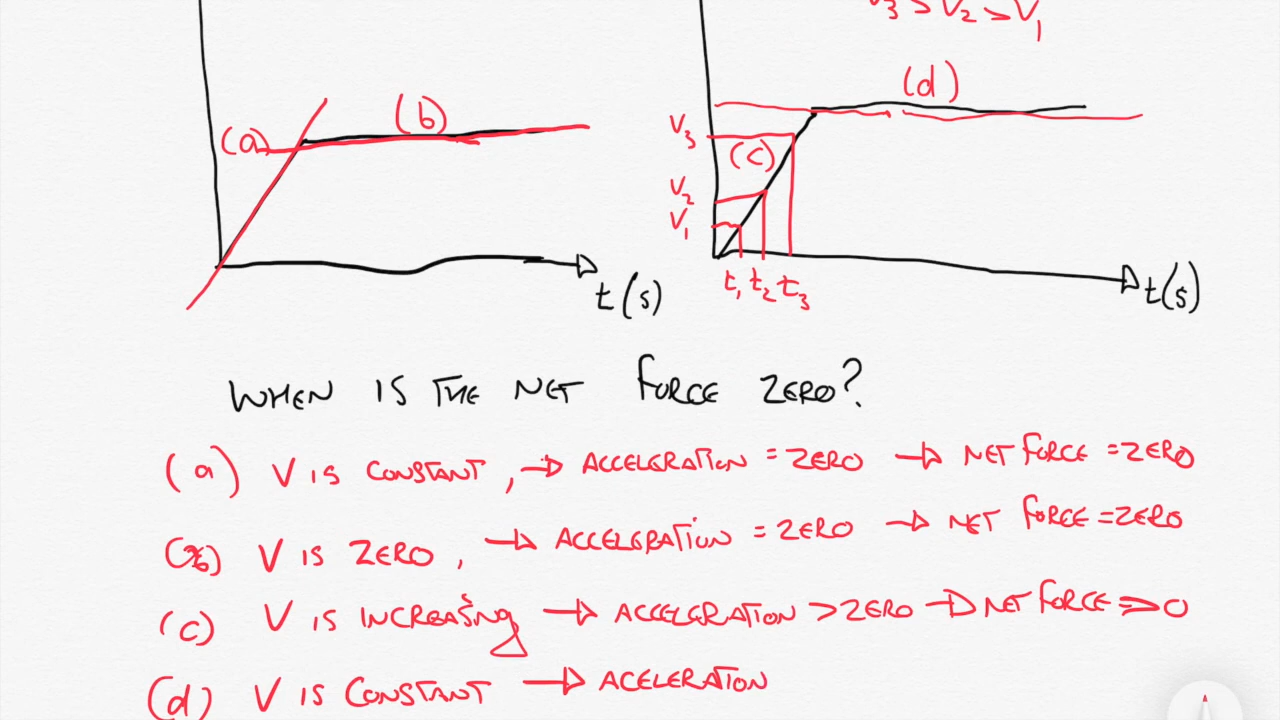 V3 > V2 > V1
(d)
(b)
(a)
V3
(c)
V2
V1
t1 t2 t3
t(s)
t(s)
WHEN IS THE NET FORCE ZERO?
(a) V IS CONSTANT, → ACCELERATION = ZERO → NET FORCE = ZERO
(b) V IS ZERO, → ACCELERATION = ZERO → NET FORCE = ZERO
(c) V IS INCREASING → ACCELERATION > ZERO → NET FORCE => 0
(d) V IS CONSTANT → ACELERATION